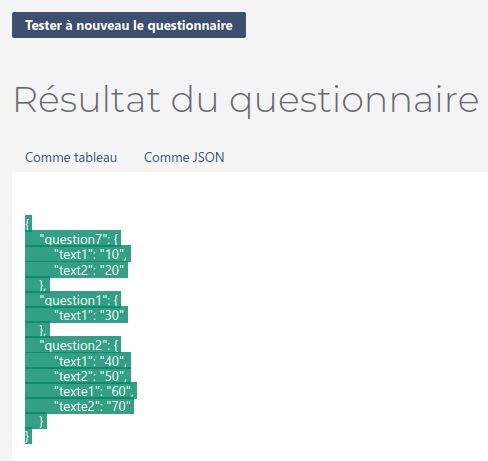 Tester à nouveau le questionnaire
Résultat du questionnaire
Comme tableau Comme JSON
{
"question7": {
"text1": "10",
"text2": "20"
},
"question1": {
"text1": "30"
},
"question2": {
"text1": "40",
"text2": "50",
"texte1": "60",
"texte2": "70"
}
}